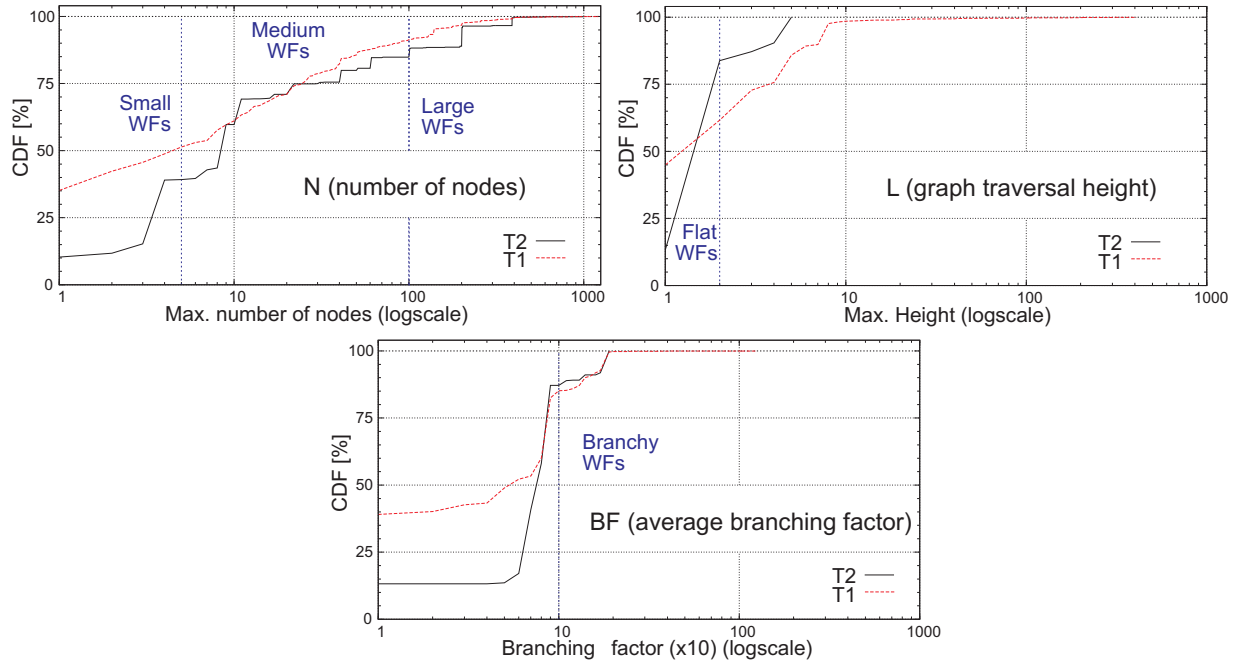 100
75
50
25
0
CDF [%]
Medium
WFs
Small
WFs
Large
WFs
N (number of nodes)
T2
T1
1
10
100
1000
Max. number of nodes (logscale)
100
75
50
25
0
CDF [%]
L (graph traversal height)
Flat
WFs
T2
T1
1
10
100
1000
Max. Height (logscale)
100
75
50
25
0
CDF [%]
Branchy
WFs
BF (average branching factor)
T2
T1
1
10
100
1000
Branching factor (x10) (logscale)